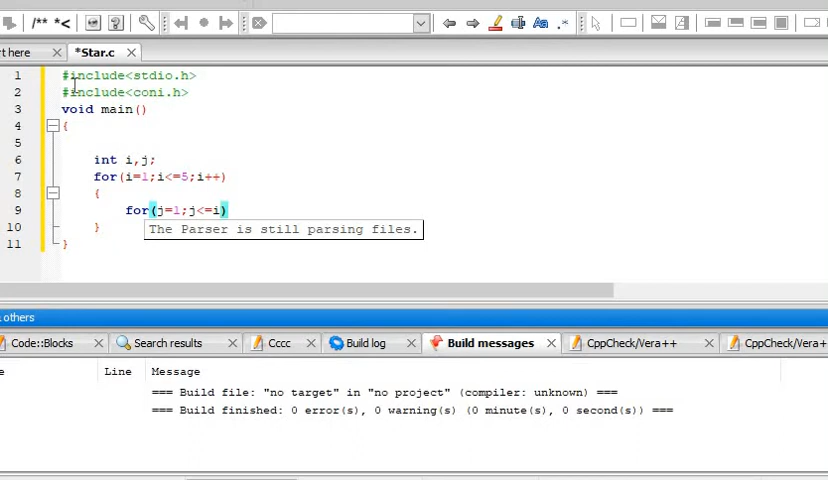 /** *< ?
Aa .*
rt here *Star.c
1 #include<stdio.h>
2 #include<coni.h>
3 void main()
4 {
5
6 int i,j;
7 for(i=1;i<=5;i++)
8 {
9 for(j=1;j<=i)
10 }
11 }
The Parser is still parsing files.
others
Code::Blocks Search results Cccc Build log Build messages CppCheck/Vera++ CppCheck/Vera+
e Line Message
=== Build file: "no target" in "no project" (compiler: unknown) ===
=== Build finished: 0 error(s), 0 warning(s) (0 minute(s), 0 second(s)) ===